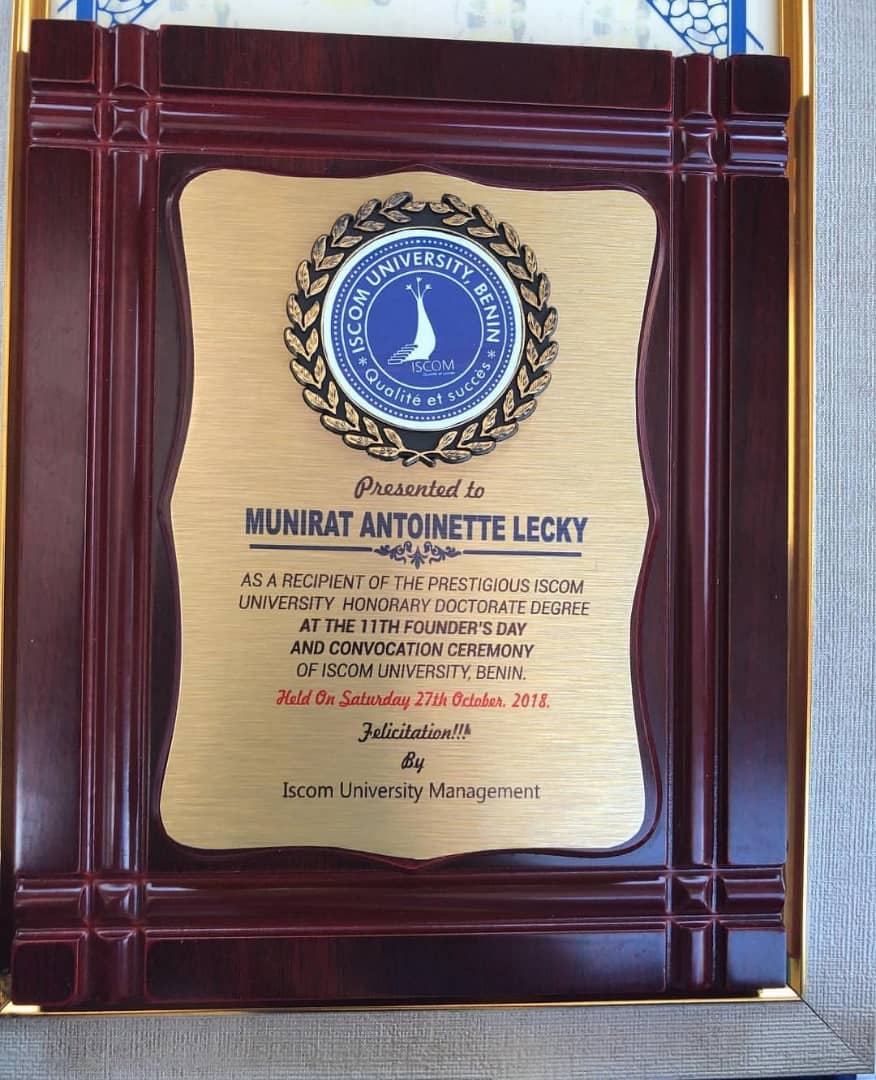 ISCOM UNIVERSITY, BENIN
ISCOM
Qualité et succès
Presented to
MUNIRAT ANTOINETTE LECKY
AS A RECIPIENT OF THE PRESTIGIOUS ISCOM
UNIVERSITY HONORARY DOCTORATE DEGREE
AT THE 11TH FOUNDER'S DAY
AND CONVOCATION CEREMONY
OF ISCOM UNIVERSITY, BENIN.
Held On Saturday 27th October, 2018.
Felicitation!!!
By
Iscom University Management